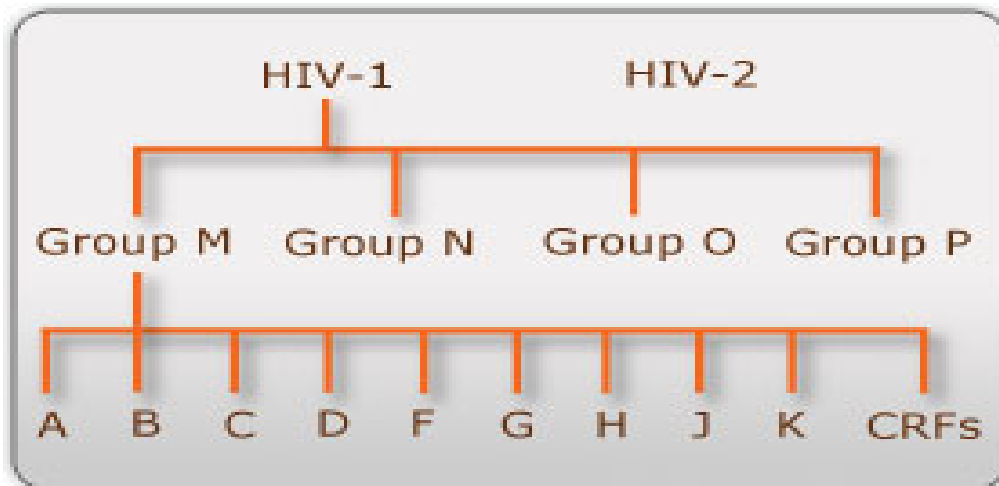 HIV-1 HIV-2
Group M Group N Group O Group P
A B C D F G H J K CRFs